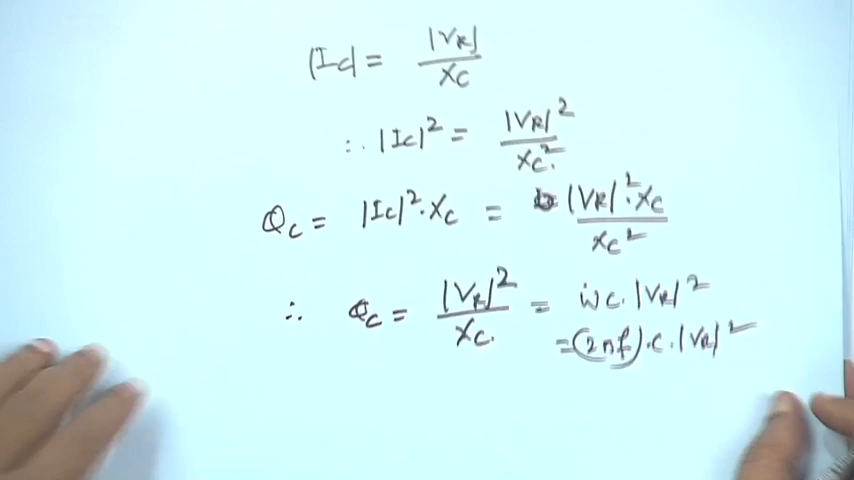 |Ic| = |VR| / Xc
∴ |Ic|² = |VR|² / Xc².
Qc = |Ic|².Xc = |VR|².Xc / Xc²
∴ Qc = |VR|² / Xc. = ωc.|VR|²
=(2πf).c.|VR|²